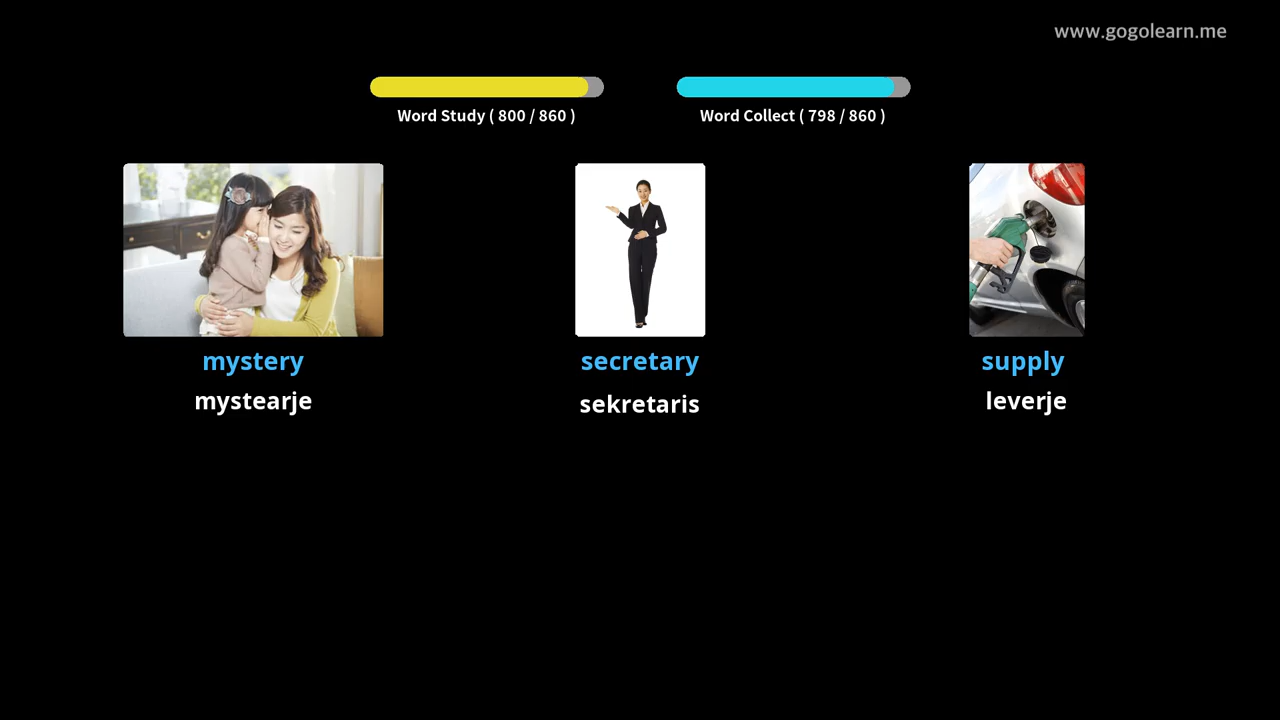 www.gogolearn.me
Word Study ( 800 / 860 )
Word Collect ( 798 / 860 )
mystery
secretary
supply
mystearje
sekretaris
leverje